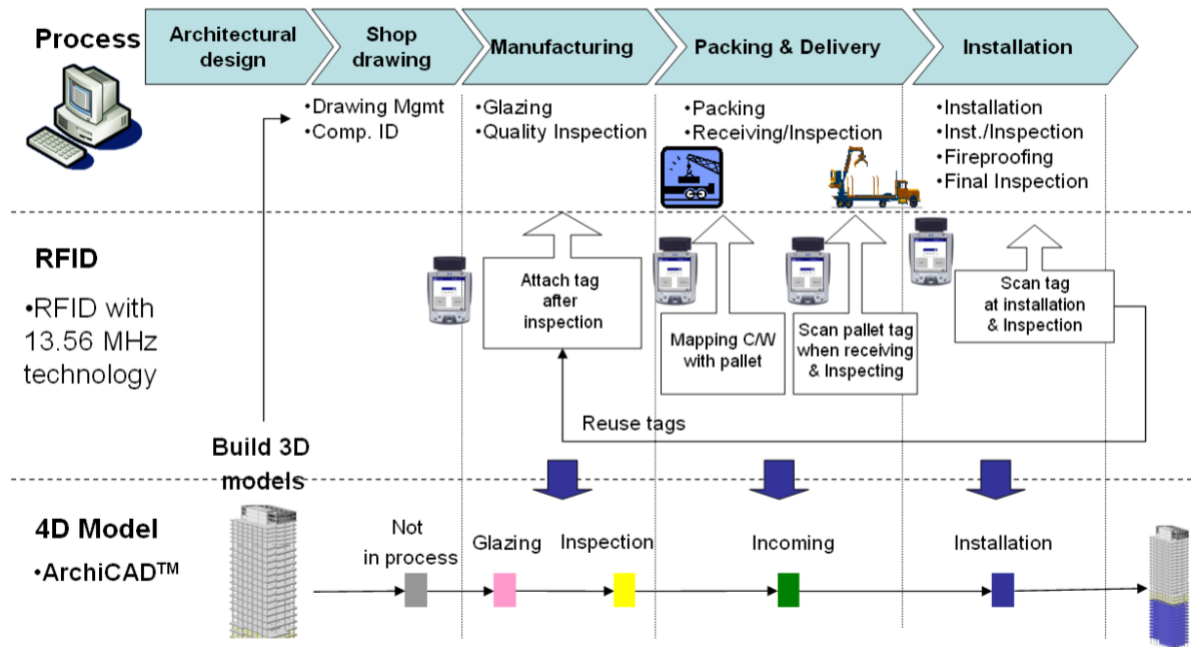 Process
Architectural
design
Shop
drawing
Manufacturing
Packing & Delivery
Installation
•Drawing Mgmt
•Comp. ID
•Glazing
•Quality Inspection
•Packing
•Receiving/Inspection
•Installation
•Inst./Inspection
•Fireproofing
•Final Inspection
RFID
•RFID with
13.56 MHz
technology
Attach tag
after
inspection
Mapping C/W
with pallet
Scan pallet tag
when receiving
& Inspecting
Scan tag
at installation
& Inspection
Reuse tags
Build 3D
models
4D Model
•ArchiCAD™
Not
in process
Glazing
Inspection
Incoming
Installation